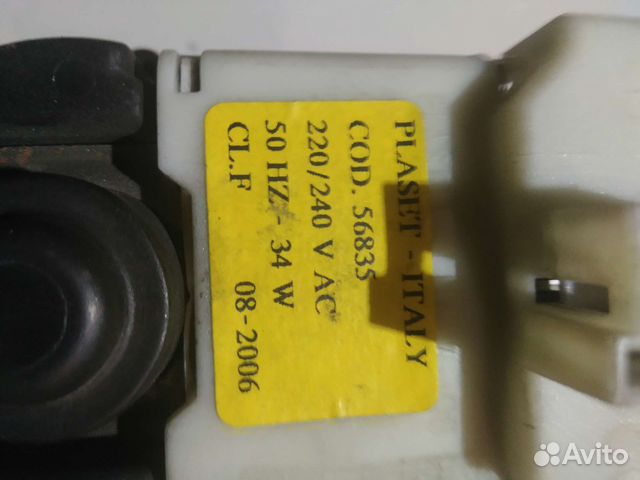 PLASET - ITALY
COD. 56835
220/240 V AC
50 HZ - 34 W
CL.F 08-2006
Avito